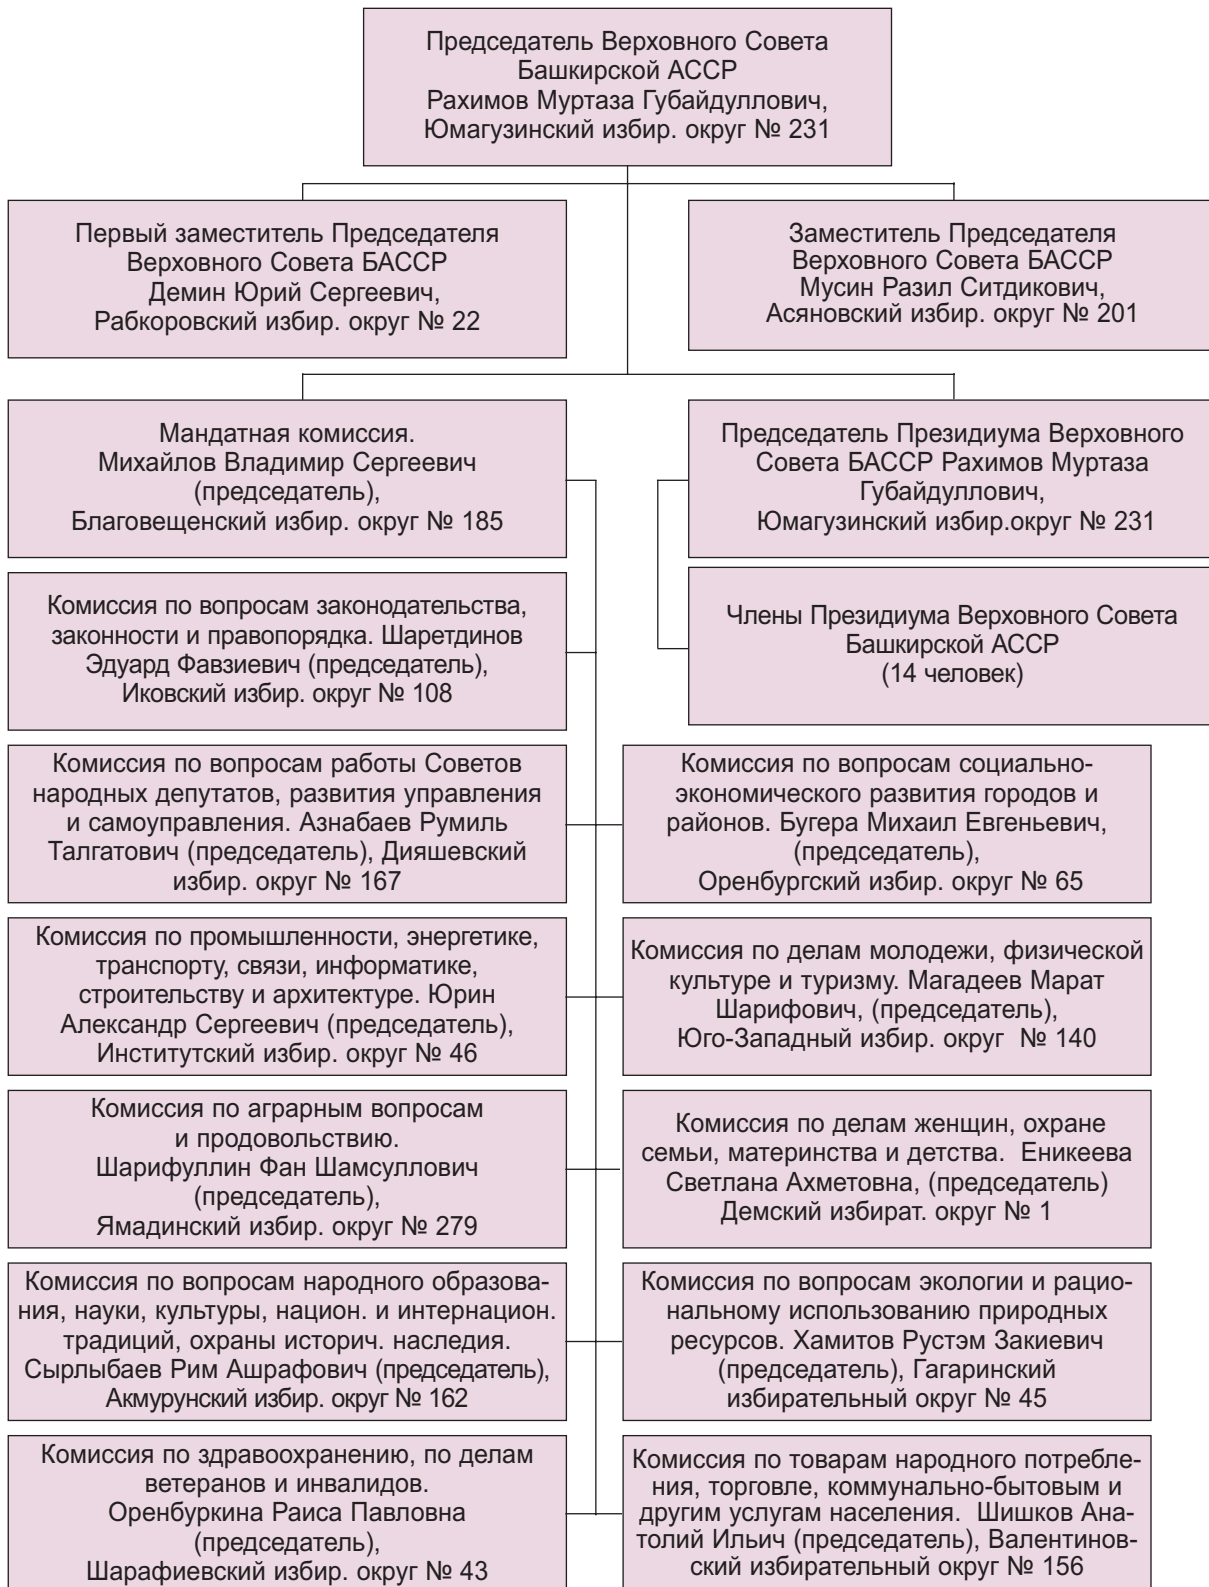 Председатель Верховного Совета
Башкирской АССР
Рахимов Муртаза Губайдуллович,
Юмагузинский избир. округ № 231
Первый заместитель Председателя
Верховного Совета БАССР
Демин Юрий Сергеевич,
Рабкоровский избир. округ № 22
Заместитель Председателя
Верховного Совета БАССР
Мусин Разил Ситдикович,
Асяновский избир. округ № 201
Мандатная комиссия.
Михайлов Владимир Сергеевич
(председатель),
Благовещенский избир. округ № 185
Председатель Президиума Верховного
Совета БАССР Рахимов Муртаза
Губайдуллович,
Юмагузинский избир.округ № 231
Комиссия по вопросам законодательства,
законности и правопорядка. Шаретдинов
Эдуард Фавзиевич (председатель),
Иковский избир. округ № 108
Члены Президиума Верховного Совета
Башкирской АССР
(14 человек)
Комиссия по вопросам работы Советов
народных депутатов, развития управления
и самоуправления. Азнабаев Румиль
Талгатович (председатель), Дияшевский
избир. округ № 167
Комиссия по вопросам социально-
экономического развития городов и
районов. Бугера Михаил Евгеньевич,
(председатель),
Оренбургский избир. округ № 65
Комиссия по промышленности, энергетике,
транспорту, связи, информатике,
строительству и архитектуре. Юрин
Александр Сергеевич (председатель),
Институтский избир. округ № 46
Комиссия по делам молодежи, физической
культуре и туризму. Магадеев Марат
Шарифович, (председатель),
Юго-Западный избир. округ № 140
Комиссия по аграрным вопросам
и продовольствию.
Шарифуллин Фан Шамсуллович
(председатель),
Ямадинский избир. округ № 279
Комиссия по делам женщин, охране
семьи, материнства и детства. Еникеева
Светлана Ахметовна, (председатель)
Демский избират. округ № 1
Комиссия по вопросам народного образова-
ния, науки, культуры, национ. и интернацион.
традиций, охраны историч. наследия.
Сырлыбаев Рим Ашрафович (председатель),
Акмурунский избир. округ № 162
Комиссия по вопросам экологии и рацио-
нальному использованию природных
ресурсов. Хамитов Рустэм Закиевич
(председатель), Гагаринский
избирательный округ № 45
Комиссия по здравоохранению, по делам
ветеранов и инвалидов.
Оренбуркина Раиса Павловна
(председатель),
Шарафиевский избир. округ № 43
Комиссия по товарам народного потребле-
ния, торговле, коммунально-бытовым и
другим услугам населения. Шишков Ана-
толий Ильич (председатель), Валентинов-
ский избирательный округ № 156